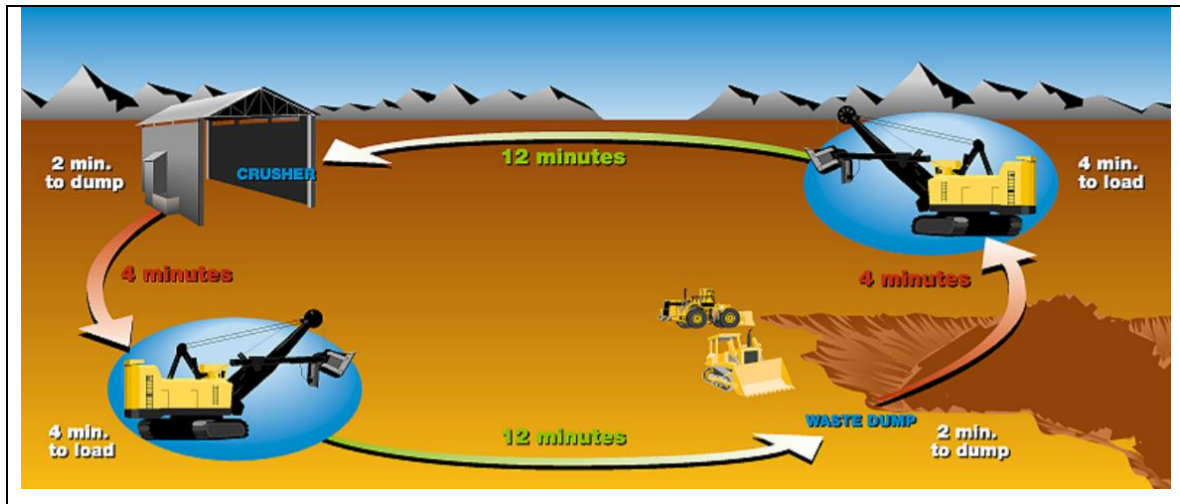 12 minutes
2 min.
to dump
CRUSHER
4 min.
to load
4 minutes
4 minutes
4 min.
to load
12 minutes
WASTE DUMP
2 min.
to dump